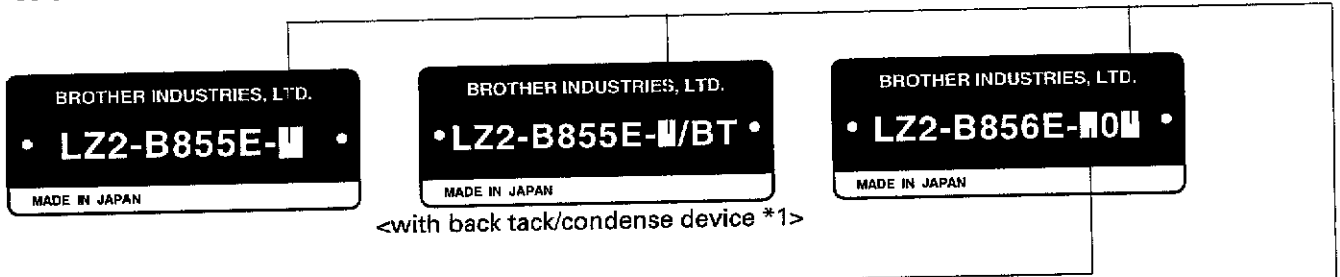 BROTHER INDUSTRIES, LTD.
LZ2-B855E-
MADE IN JAPAN
BROTHER INDUSTRIES, LTD.
LZ2-B855E- /BT
MADE IN JAPAN
<with back tack/condense device *1>
BROTHER INDUSTRIES, LTD.
LZ2-B856E- 0
MADE IN JAPAN